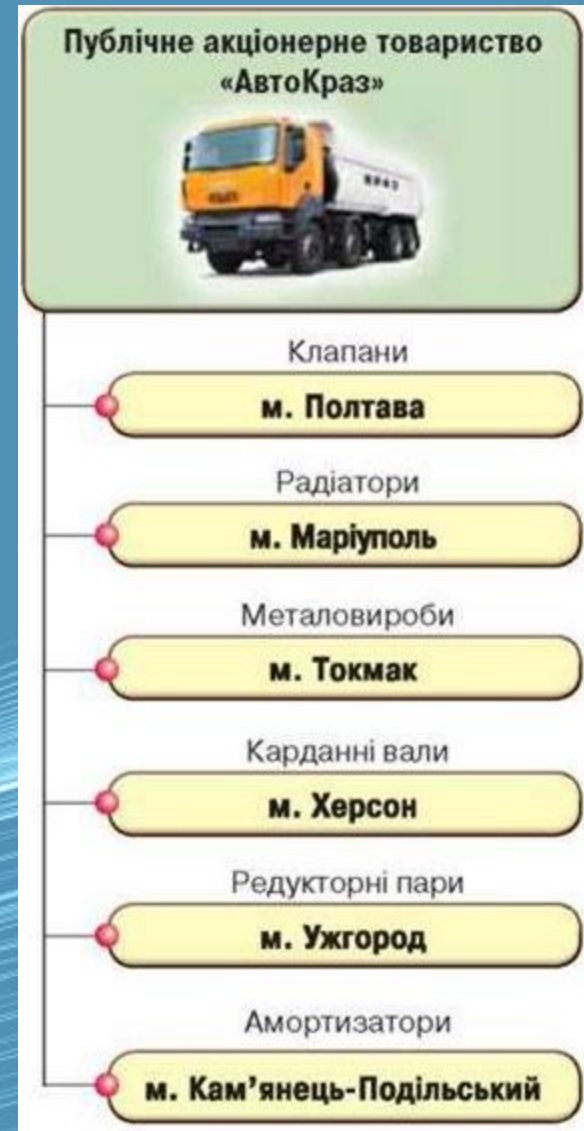 Публічне акціонерне товариство
«АвтоКраз»
КРАЗ
Клапани
м. Полтава
Радіатори
м. Маріуполь
Металовироби
м. Токмак
Карданні вали
м. Херсон
Редукторні пари
м. Ужгород
Амортизатори
м. Кам’янець-Подільський